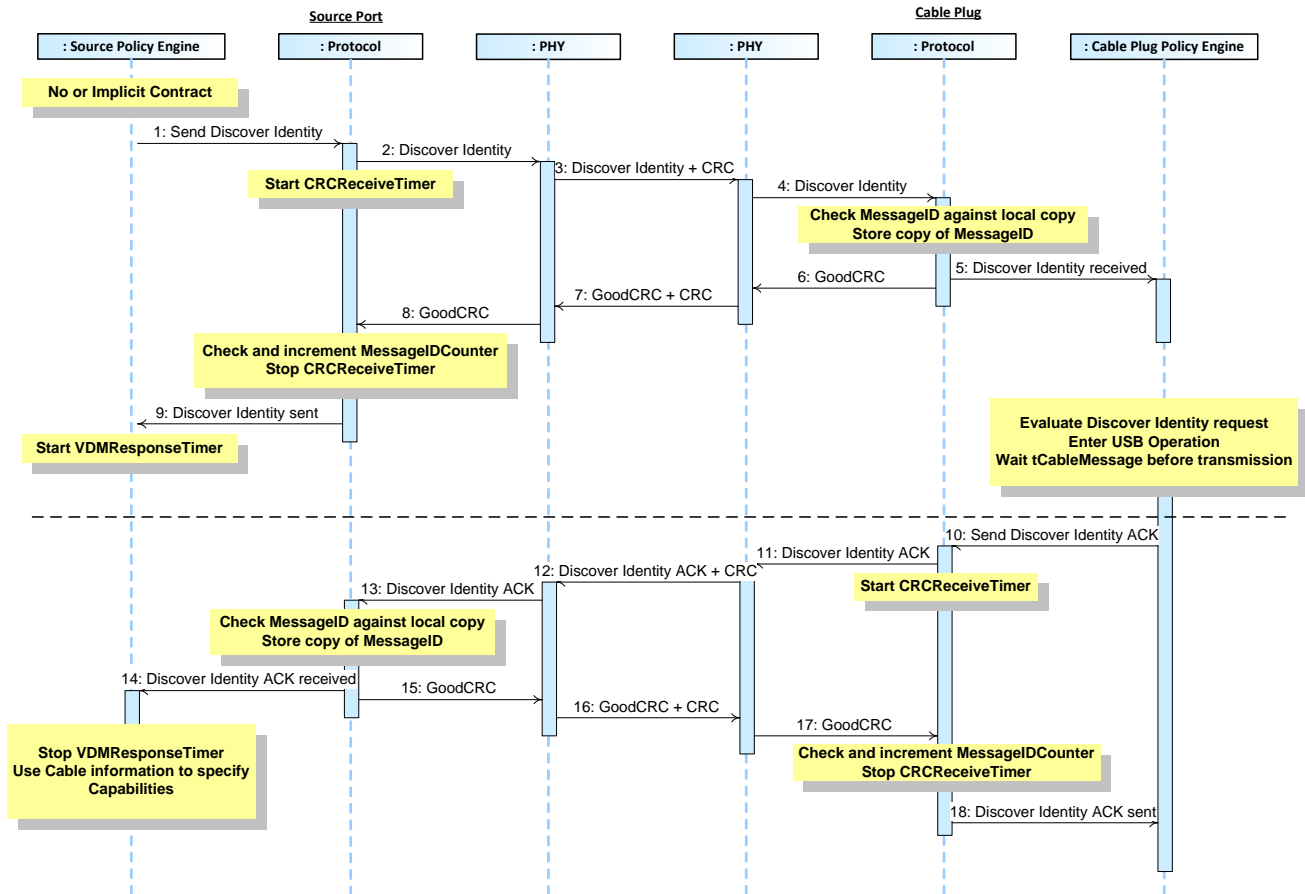 Source Port
Cable Plug
: Source Policy Engine
: Protocol
: PHY
: PHY
: Protocol
: Cable Plug Policy Engine
No or Implicit Contract
1: Send Discover Identity
2: Discover Identity
3: Discover Identity + CRC
Start CRCReceiveTimer
4: Discover Identity
Check MessageID against local copy
Store copy of MessageID
5: Discover Identity received
6: GoodCRC
7: GoodCRC + CRC
8: GoodCRC
Check and increment MessageIDCounter
Stop CRCReceiveTimer
9: Discover Identity sent
Start VDMResponseTimer
Evaluate Discover Identity request
Enter USB Operation
Wait tCableMessage before transmission
10: Send Discover Identity ACK
11: Discover Identity ACK
12: Discover Identity ACK + CRC
Start CRCReceiveTimer
13: Discover Identity ACK
Check MessageID against local copy
Store copy of MessageID
14: Discover Identity ACK received
15: GoodCRC
16: GoodCRC + CRC
17: GoodCRC
Stop VDMResponseTimer
Use Cable information to specify
Capabilities
Check and increment MessageIDCounter
Stop CRCReceiveTimer
18: Discover Identity ACK sent